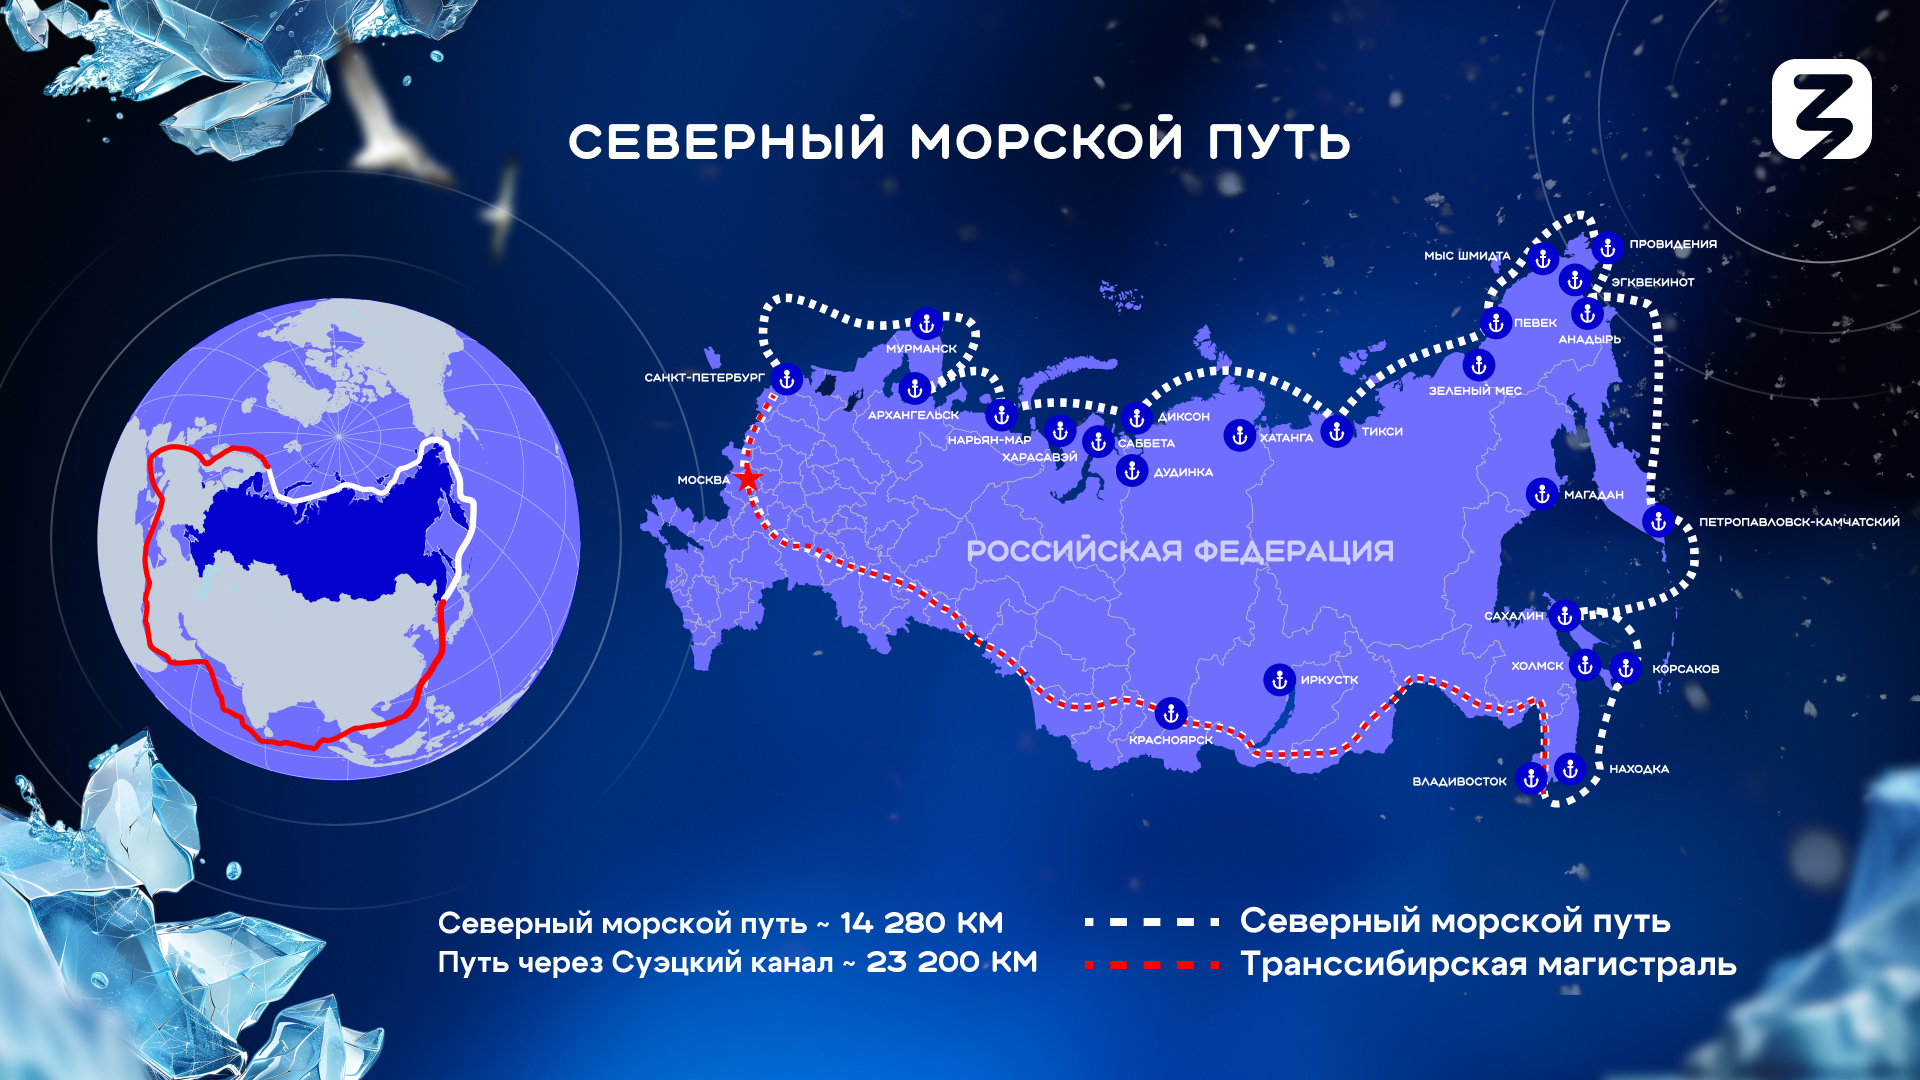 СЕВЕРНЫЙ МОРСКОЙ ПУТЬ
ПРОВИДЕНИЯ
МЫС ШМИДТА
ЭГКВЕКИНОТ
ПЕВЕК
АНАДЫРЬ
МУРМАНСК
САНКТ-ПЕТЕРБУРГ
ЗЕЛЕНЫЙ МЕС
АРХАНГЕЛЬСК
ДИКСОН
ТИКСИ
ХАТАНГА
НАРЬЯН-МАР
САББЕТА
ХАРАСАВЭЙ
ДУДИНКА
МОСКВА
МАГАДАН
ПЕТРОПАВЛОВСК-КАМЧАТСКИЙ
РОССИЙСКАЯ ФЕДЕРАЦИЯ
САХАЛИН
ХОЛМСК
КОРСАКОВ
ИРКУСТК
КРАСНОЯРСК
НАХОДКА
ВЛАДИВОСТОК
Северный морской путь ~ 14 280 КМ
Путь через Суэцкий канал ~ 23 200 КМ
Северный морской путь
Транссибирская магистраль